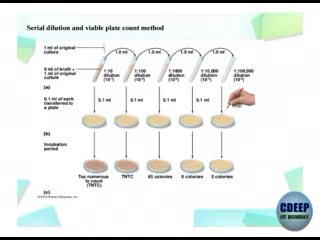 Serial dilution and viable plate count method
1 ml of original
culture
1.0 ml 1.0 ml 1.0 ml 1.0 ml
9 ml of broth +
1 ml of original
culture
1:10
dilution
(10⁻¹)
1:100
dilution
(10⁻²)
1:1000
dilution
(10⁻³)
1:10,000
dilution
(10⁻⁴)
1:100,000
dilution
(10⁻⁵)
(a)
0.1 ml of each
transferred to
a plate
0.1 ml 0.1 ml 0.1 ml 0.1 ml 0.1 ml
(b)
Incubation
period
Too numerous
to count
(TNTC)
TNTC
65 colonies
6 colonies
0 colonies
(c)
CDEEP
IIT BOMBAY